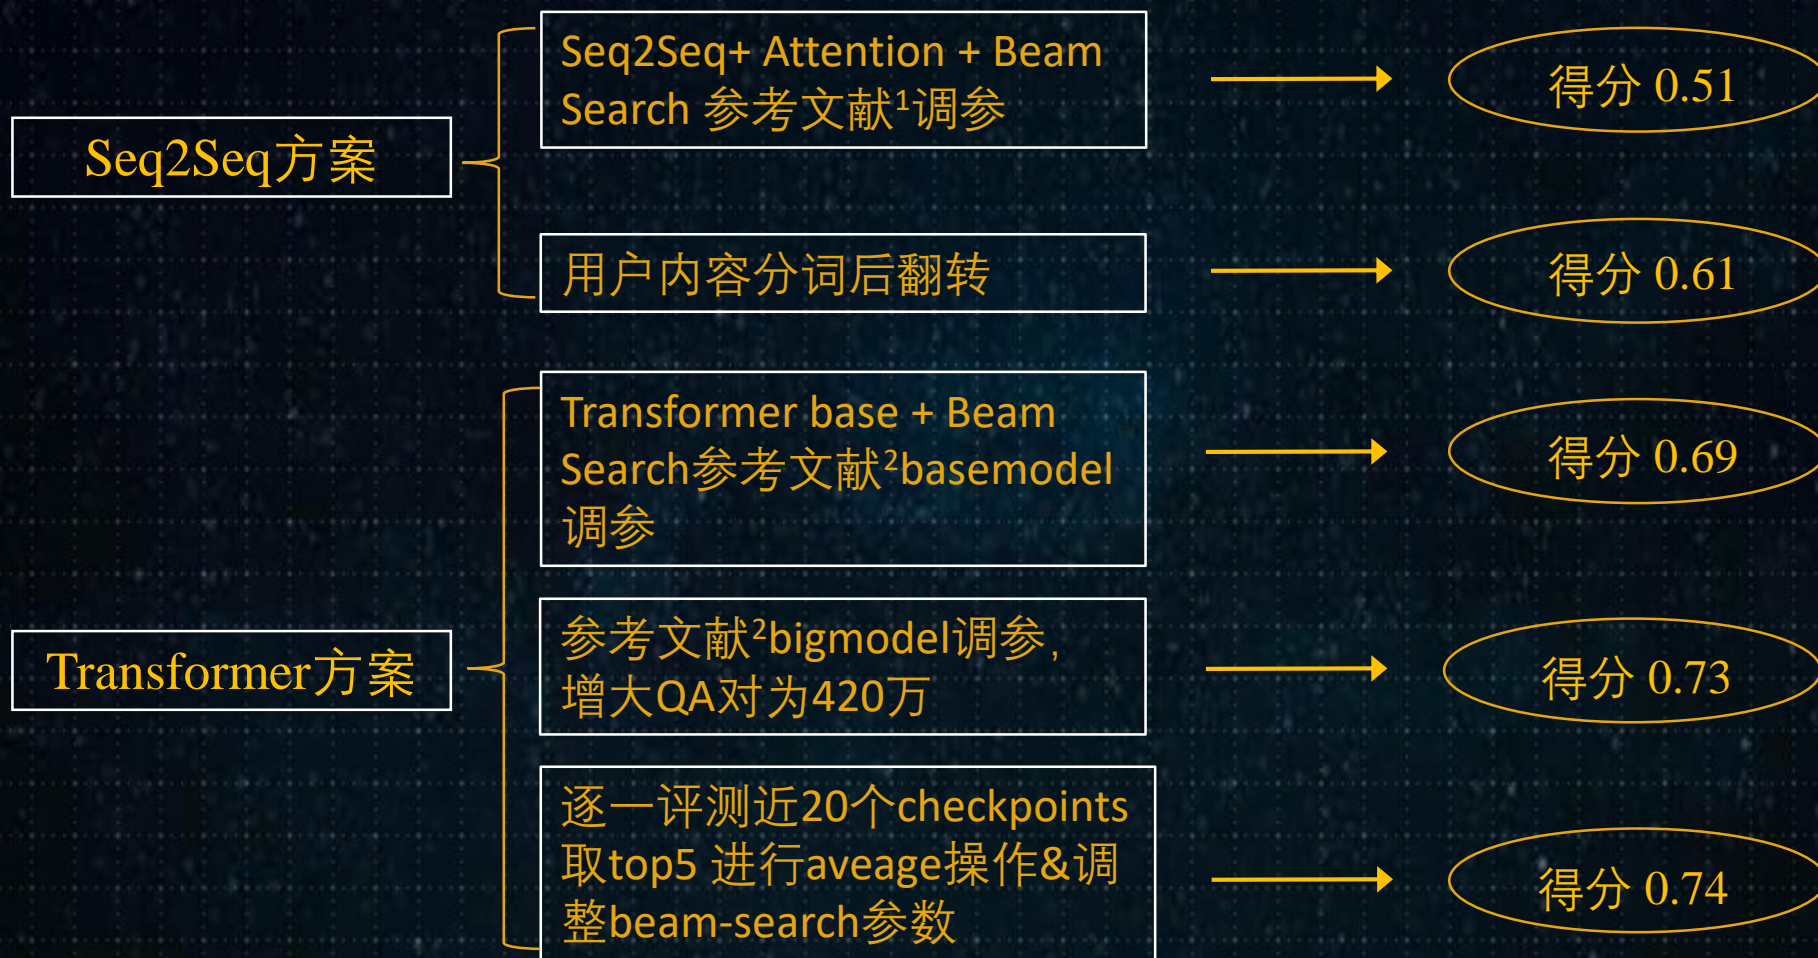 Seq2Seq方案
Seq2Seq+ Attention + Beam
Search 参考文献¹调参
得分 0.51
用户内容分词后翻转
得分 0.61
Transformer方案
Transformer base + Beam
Search参考文献²basemodel
调参
得分 0.69
参考文献²bigmodel调参,
增大QA对为420万
得分 0.73
逐一评测近20个checkpoints
取top5 进行aveage操作&调
整beam-search参数
得分 0.74